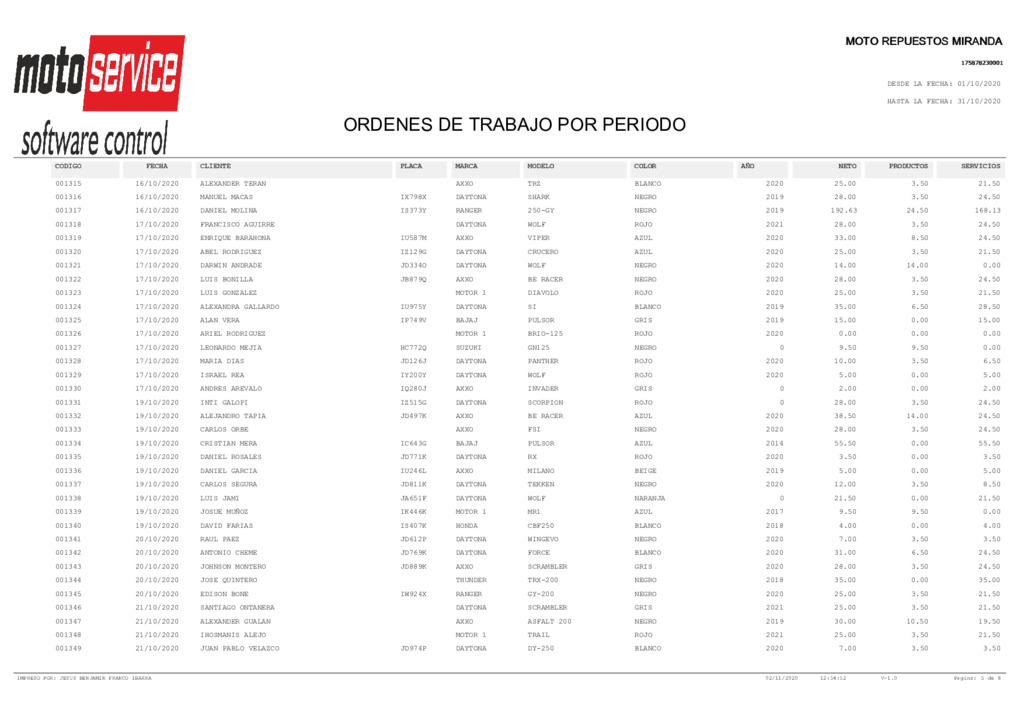 motoservice
software control
MOTO REPUESTOS MIRANDA
175878230001
DESDE LA FECHA: 01/10/2020
HASTA LA FECHA: 31/10/2020
ORDENES DE TRABAJO POR PERIODO
CODIGO FECHA CLIENTE PLACA MARCA MODELO COLOR AÑO NETO PRODUCTOS SERVICIOS
001315 16/10/2020 ALEXANDER TERAN AXXO TRZ BLANCO 2020 25.00 3.50 21.50
001316 16/10/2020 MANUEL MACAS IX798X DAYTONA SHARK NEGRO 2019 28.00 3.50 24.50
001317 16/10/2020 DANIEL MOLINA IS373Y RANGER 250-GY NEGRO 2019 192.63 24.50 168.13
001318 17/10/2020 FRANCISCO AGUIRRE DAYTONA WOLF ROJO 2021 28.00 3.50 24.50
001319 17/10/2020 ENRIQUE BARAHONA IU587M AXXO VIPER AZUL 2020 33.00 8.50 24.50
001320 17/10/2020 ABEL RODRIGUEZ IZ129G DAYTONA CRUCERO AZUL 2020 25.00 3.50 21.50
001321 17/10/2020 DARWIN ANDRADE JD334O DAYTONA WOLF NEGRO 2020 14.00 14.00 0.00
001322 17/10/2020 LUIS BONILLA JB879Q AXXO BE RACER NEGRO 2020 28.00 3.50 24.50
001323 17/10/2020 LUIS GONZALEZ MOTOR 1 DIAVOLO ROJO 2020 25.00 3.50 21.50
001324 17/10/2020 ALEXANDRA GALLARDO IU975Y DAYTONA SI BLANCO 2019 35.00 6.50 28.50
001325 17/10/2020 ALAN VERA IP749V BAJAJ PULSOR GRIS 2019 15.00 0.00 15.00
001326 17/10/2020 ARIEL RODRIGUEZ MOTOR 1 BRIO-125 ROJO 2020 0.00 0.00 0.00
001327 17/10/2020 LEONARDO MEJIA HC772Q SUZUKI GN125 NEGRO 0 9.50 9.50 0.00
001328 17/10/2020 MARIA DIAS JD126J DAYTONA PANTHER ROJO 2020 10.00 3.50 6.50
001329 17/10/2020 ISRAEL REA IY200Y DAYTONA WOLF ROJO 2020 5.00 0.00 5.00
001330 17/10/2020 ANDRES AREVALO IQ280J AXXO INVADER GRIS 0 2.00 0.00 2.00
001331 19/10/2020 INTI GALOPI IZ515G DAYTONA SCORPION ROJO 0 28.00 3.50 24.50
001332 19/10/2020 ALEJANDRO TAPIA JD497K AXXO BE RACER AZUL 2020 38.50 14.00 24.50
001333 19/10/2020 CARLOS ORBE AXXO FSI NEGRO 2020 28.00 3.50 24.50
001334 19/10/2020 CRISTIAN MERA IC643G BAJAJ PULSOR AZUL 2014 55.50 0.00 55.50
001335 19/10/2020 DANIEL ROSALES JD771K DAYTONA RX ROJO 2020 3.50 0.00 3.50
001336 19/10/2020 DANIEL GARCIA IU246L AXXO MILANO BEIGE 2019 5.00 0.00 5.00
001337 19/10/2020 CARLOS SEGURA JD811K DAYTONA TEKKEN NEGRO 2020 12.00 3.50 8.50
001338 19/10/2020 LUIS JAMI JA651F DAYTONA WOLF NARANJA 0 21.50 0.00 21.50
001339 19/10/2020 JOSUE MUÑOZ IK446K MOTOR 1 MR1 AZUL 2017 9.50 9.50 0.00
001340 19/10/2020 DAVID FARIAS IS407K HONDA CBF250 BLANCO 2018 4.00 0.00 4.00
001341 20/10/2020 RAUL PAEZ JD612P DAYTONA WINGEVO NEGRO 2020 7.00 3.50 3.50
001342 20/10/2020 ANTONIO CHEME JD769K DAYTONA FORCE BLANCO 2020 31.00 6.50 24.50
001343 20/10/2020 JOHNSON MONTERO JD889K AXXO SCRAMBLER GRIS 2020 28.00 3.50 24.50
001344 20/10/2020 JOSE QUINTERO THUNDER TRX-200 NEGRO 2018 35.00 0.00 35.00
001345 20/10/2020 EDISON BONE IW924X RANGER GY-200 NEGRO 2020 25.00 3.50 21.50
001346 21/10/2020 SANTIAGO ONTANERA DAYTONA SCRAMBLER GRIS 2021 25.00 3.50 21.50
001347 21/10/2020 ALEXANDER GUALAN AXXO ASFALT 200 NEGRO 2019 30.00 10.50 19.50
001348 21/10/2020 IHOSMANIS ALEJO MOTOR 1 TRAIL ROJO 2021 25.00 3.50 21.50
001349 21/10/2020 JUAN PABLO VELAZCO JD974P DAYTONA DY-250 BLANCO 2020 7.00 3.50 3.50
IMPRESO POR: JESUS BENJAMIN FRANCO IBARRA 02/11/2020 12:54:52 V-1.0 Pagina: 5 de 8